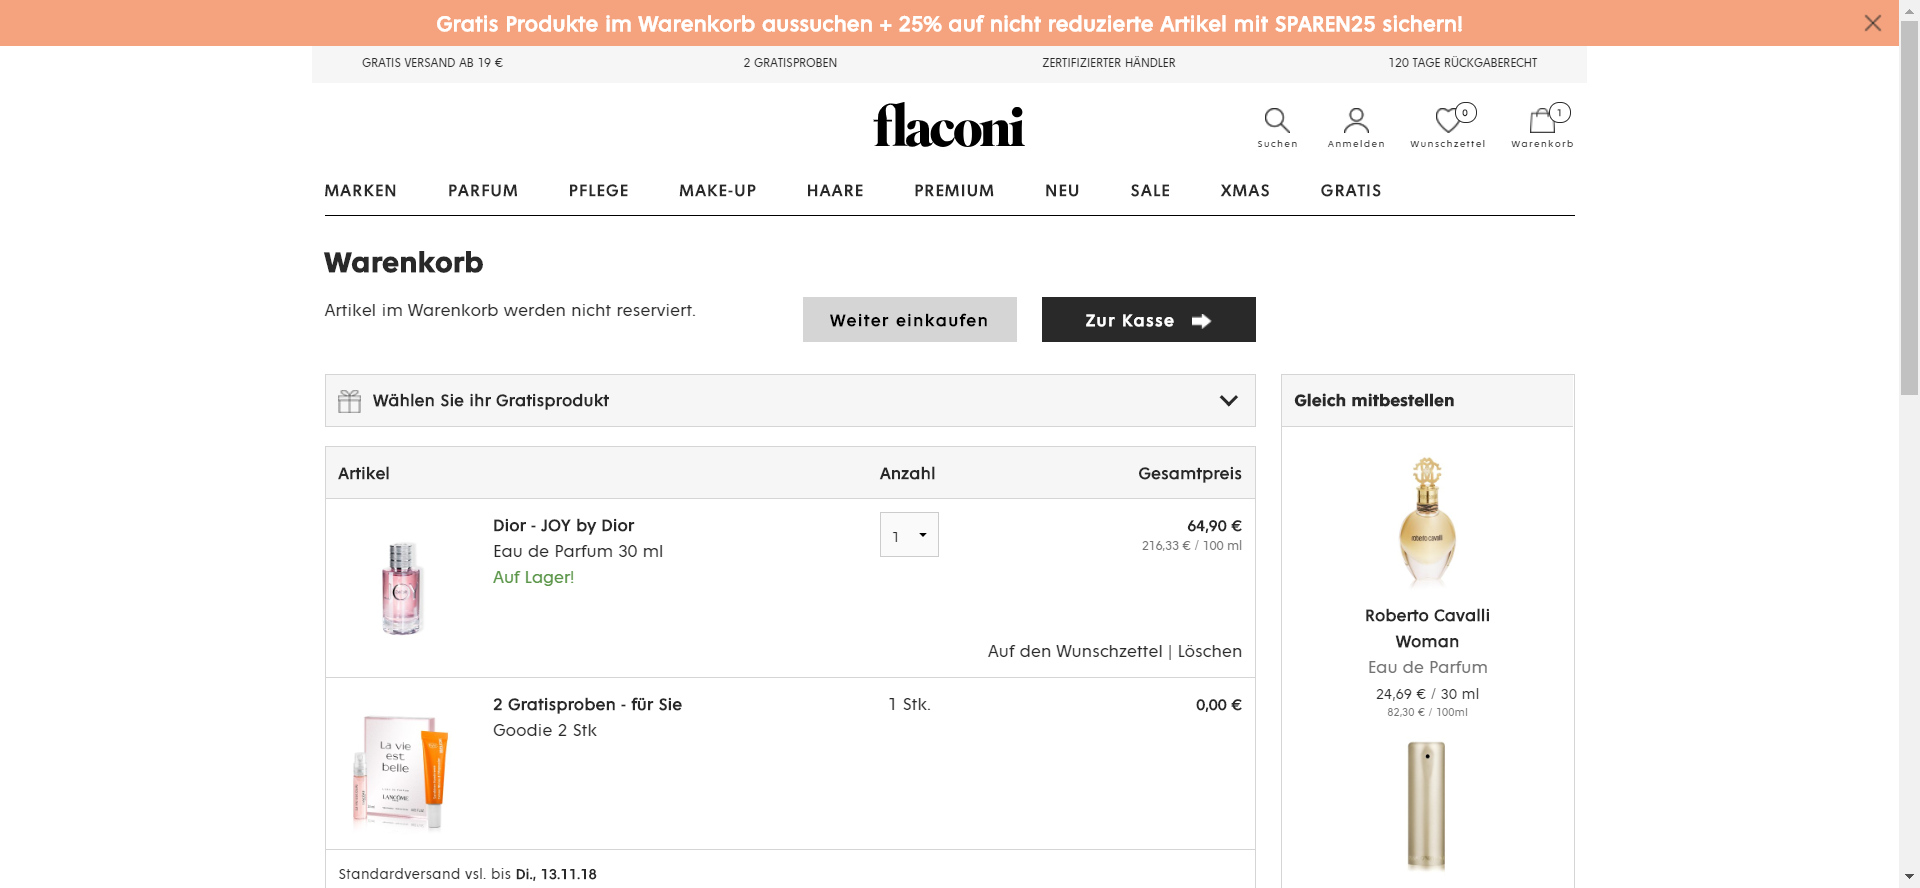 Gratis Produkte im Warenkorb aussuchen + 25% auf nicht reduzierte Artikel mit SPAREN25 sichern!
GRATIS VERSAND AB 19 €
2 GRATISPROBEN
ZERTIFIZIERTER HÄNDLER
120 TAGE RÜCKGABERECHT
flaconi
0
1
Suchen
Anmelden
Wunschzettel
Warenkorb
MARKEN PARFUM PFLEGE MAKE-UP HAARE PREMIUM NEU SALE XMAS GRATIS
Warenkorb
Artikel im Warenkorb werden nicht reserviert.
Weiter einkaufen
Zur Kasse
Wählen Sie ihr Gratisprodukt
Artikel Anzahl Gesamtpreis
Dior - JOY by Dior
Eau de Parfum 30 ml
Auf Lager!
1
64,90 €
216,33 € / 100 ml
Auf den Wunschzettel | Löschen
2 Gratisproben - für Sie
Goodie 2 Stk
1 Stk.
0,00 €
La vie
est
belle
LANCÔME
Standardversand vsl. bis Di., 13.11.18
Gleich mitbestellen
roberto cavalli
Roberto Cavalli
Woman
Eau de Parfum
24,69 € / 30 ml
82,30 € / 100ml